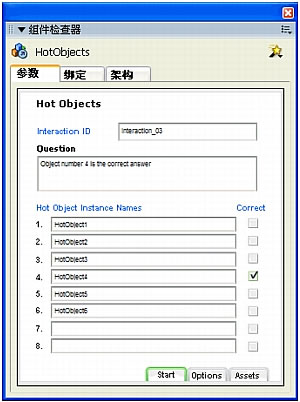 组件检查器
HotObjects
参数 绑定 架构
Hot Objects
Interaction ID Interaction_03
Question
Object number 4 is the correct answer
Hot Object Instance Names Correct
1. HotObject1
2. HotObject2
3. HotObject3
4. HotObject4
5. HotObject5
6. HotObject6
7.
8.
Start Options Assets